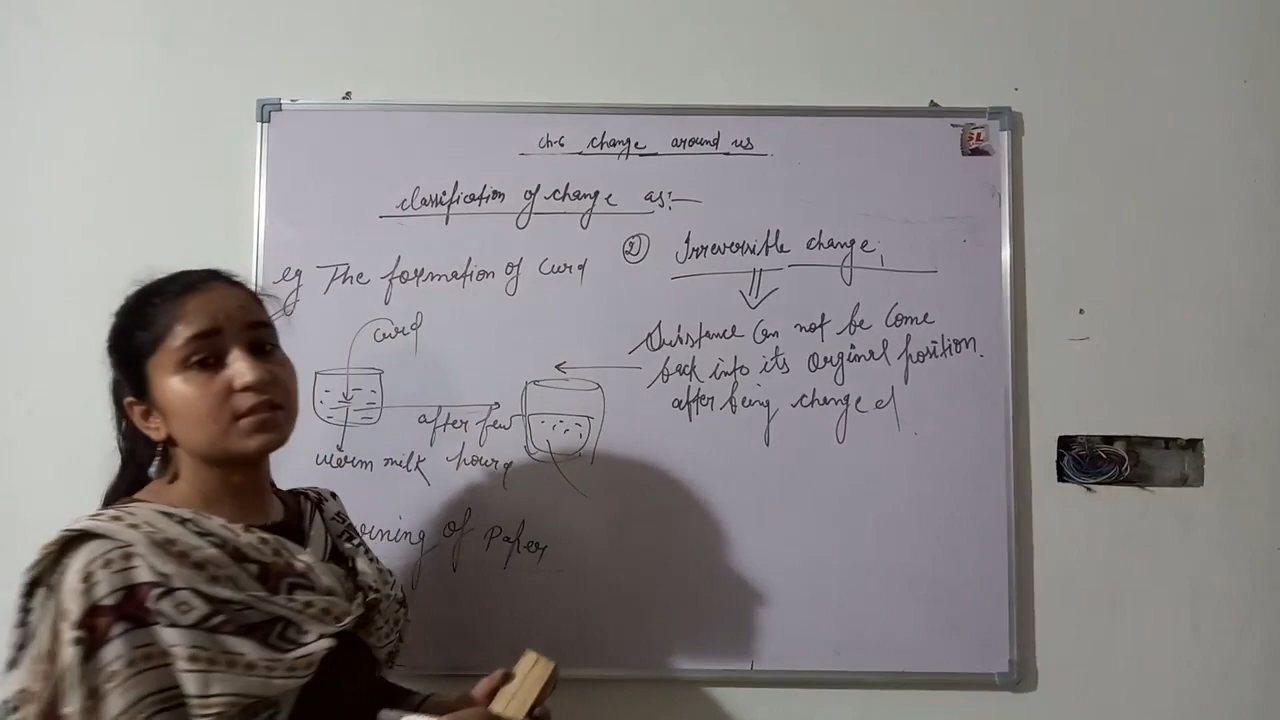 ch-6 change around us
classification of change as:-
eg The formation of Curd
curd
after few
warm milk hours
of Paper
2 Irreversible change,
Substance Can not be Come
back into its Orginal position.
after being changed
SL